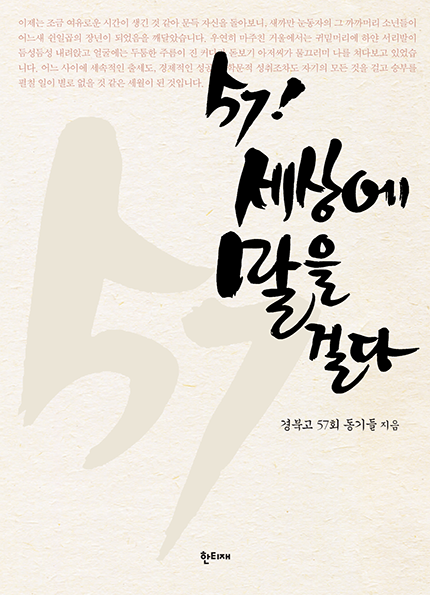 이제는 조금 여유로운 시간이 생긴 것 같아 문득 자신을 돌아보니, 새까만 눈동자의 그 까까머리 소년들이
어느새 쉰일곱의 장년이 되었음을 깨달았습니다. 우연히 마주친 거울에서는 귀밑머리에 하얀 서리발이
듬성듬성 내려앉고 얼굴에는 두툼한 주름이 진 커다란 돋보기 아저씨가 물끄러미 나를 쳐다보고 있었습
니다. 어느 사이에 세속적인 출세도, 경제적인 성공 학문적 성취조차도 자기의 모든 것을 걸고 승부를
펼칠 일이 별로 없을 것 같은 세월이 된 것입니다.
57!
세상에
말을
걸다
57
경북고 57회 동기들 지음
한티재